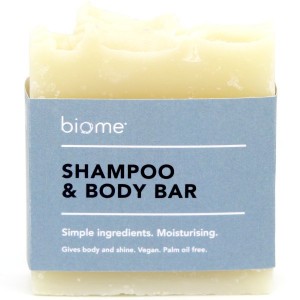 biome
SHAMPOO
& BODY BAR
Simple ingredients. Moisturising.
Gives body and shine. Vegan. Palm oil free.